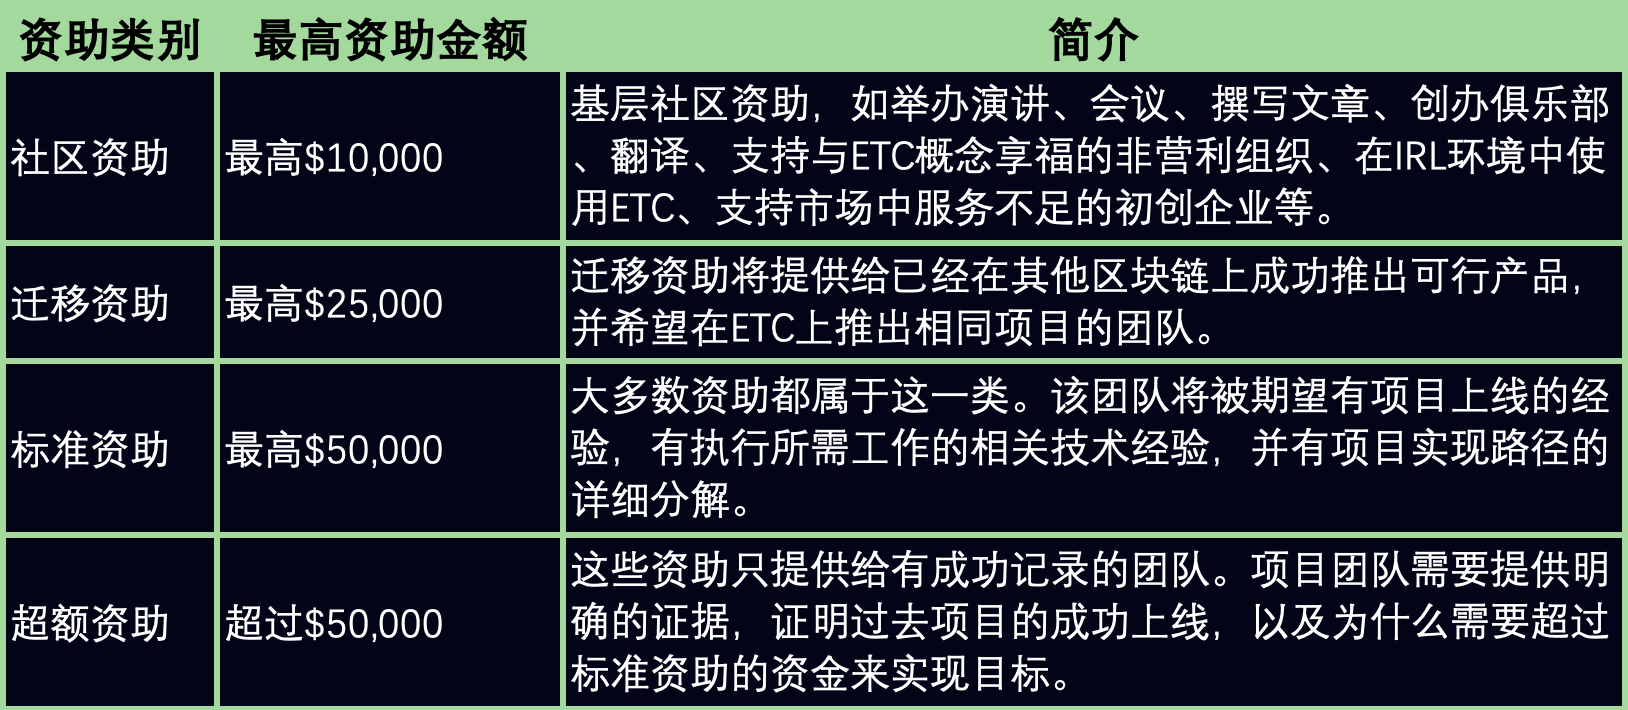 资助类别 最高资助金额 简介
社区资助 最高$10,000 基层社区资助，如举办演讲、会议、撰写文章、创办俱乐部
、翻译、支持与ETC概念享福的非营利组织、在IRL环境中使
用ETC、支持市场中服务不足的初创企业等。
迁移资助 最高$25,000 迁移资助将提供给已经在其他区块链上成功推出可行产品，
并希望在ETC上推出相同项目的团队。
标准资助 最高$50,000 大多数资助都属于这一类。该团队将被期望有项目上线的经
验，有执行所需工作的相关技术经验，并有项目实现路径的
详细分解。
超额资助 超过$50,000 这些资助只提供给有成功记录的团队。项目团队需要提供明
确的证据，证明过去项目的成功上线，以及为什么需要超过
标准资助的资金来实现目标。